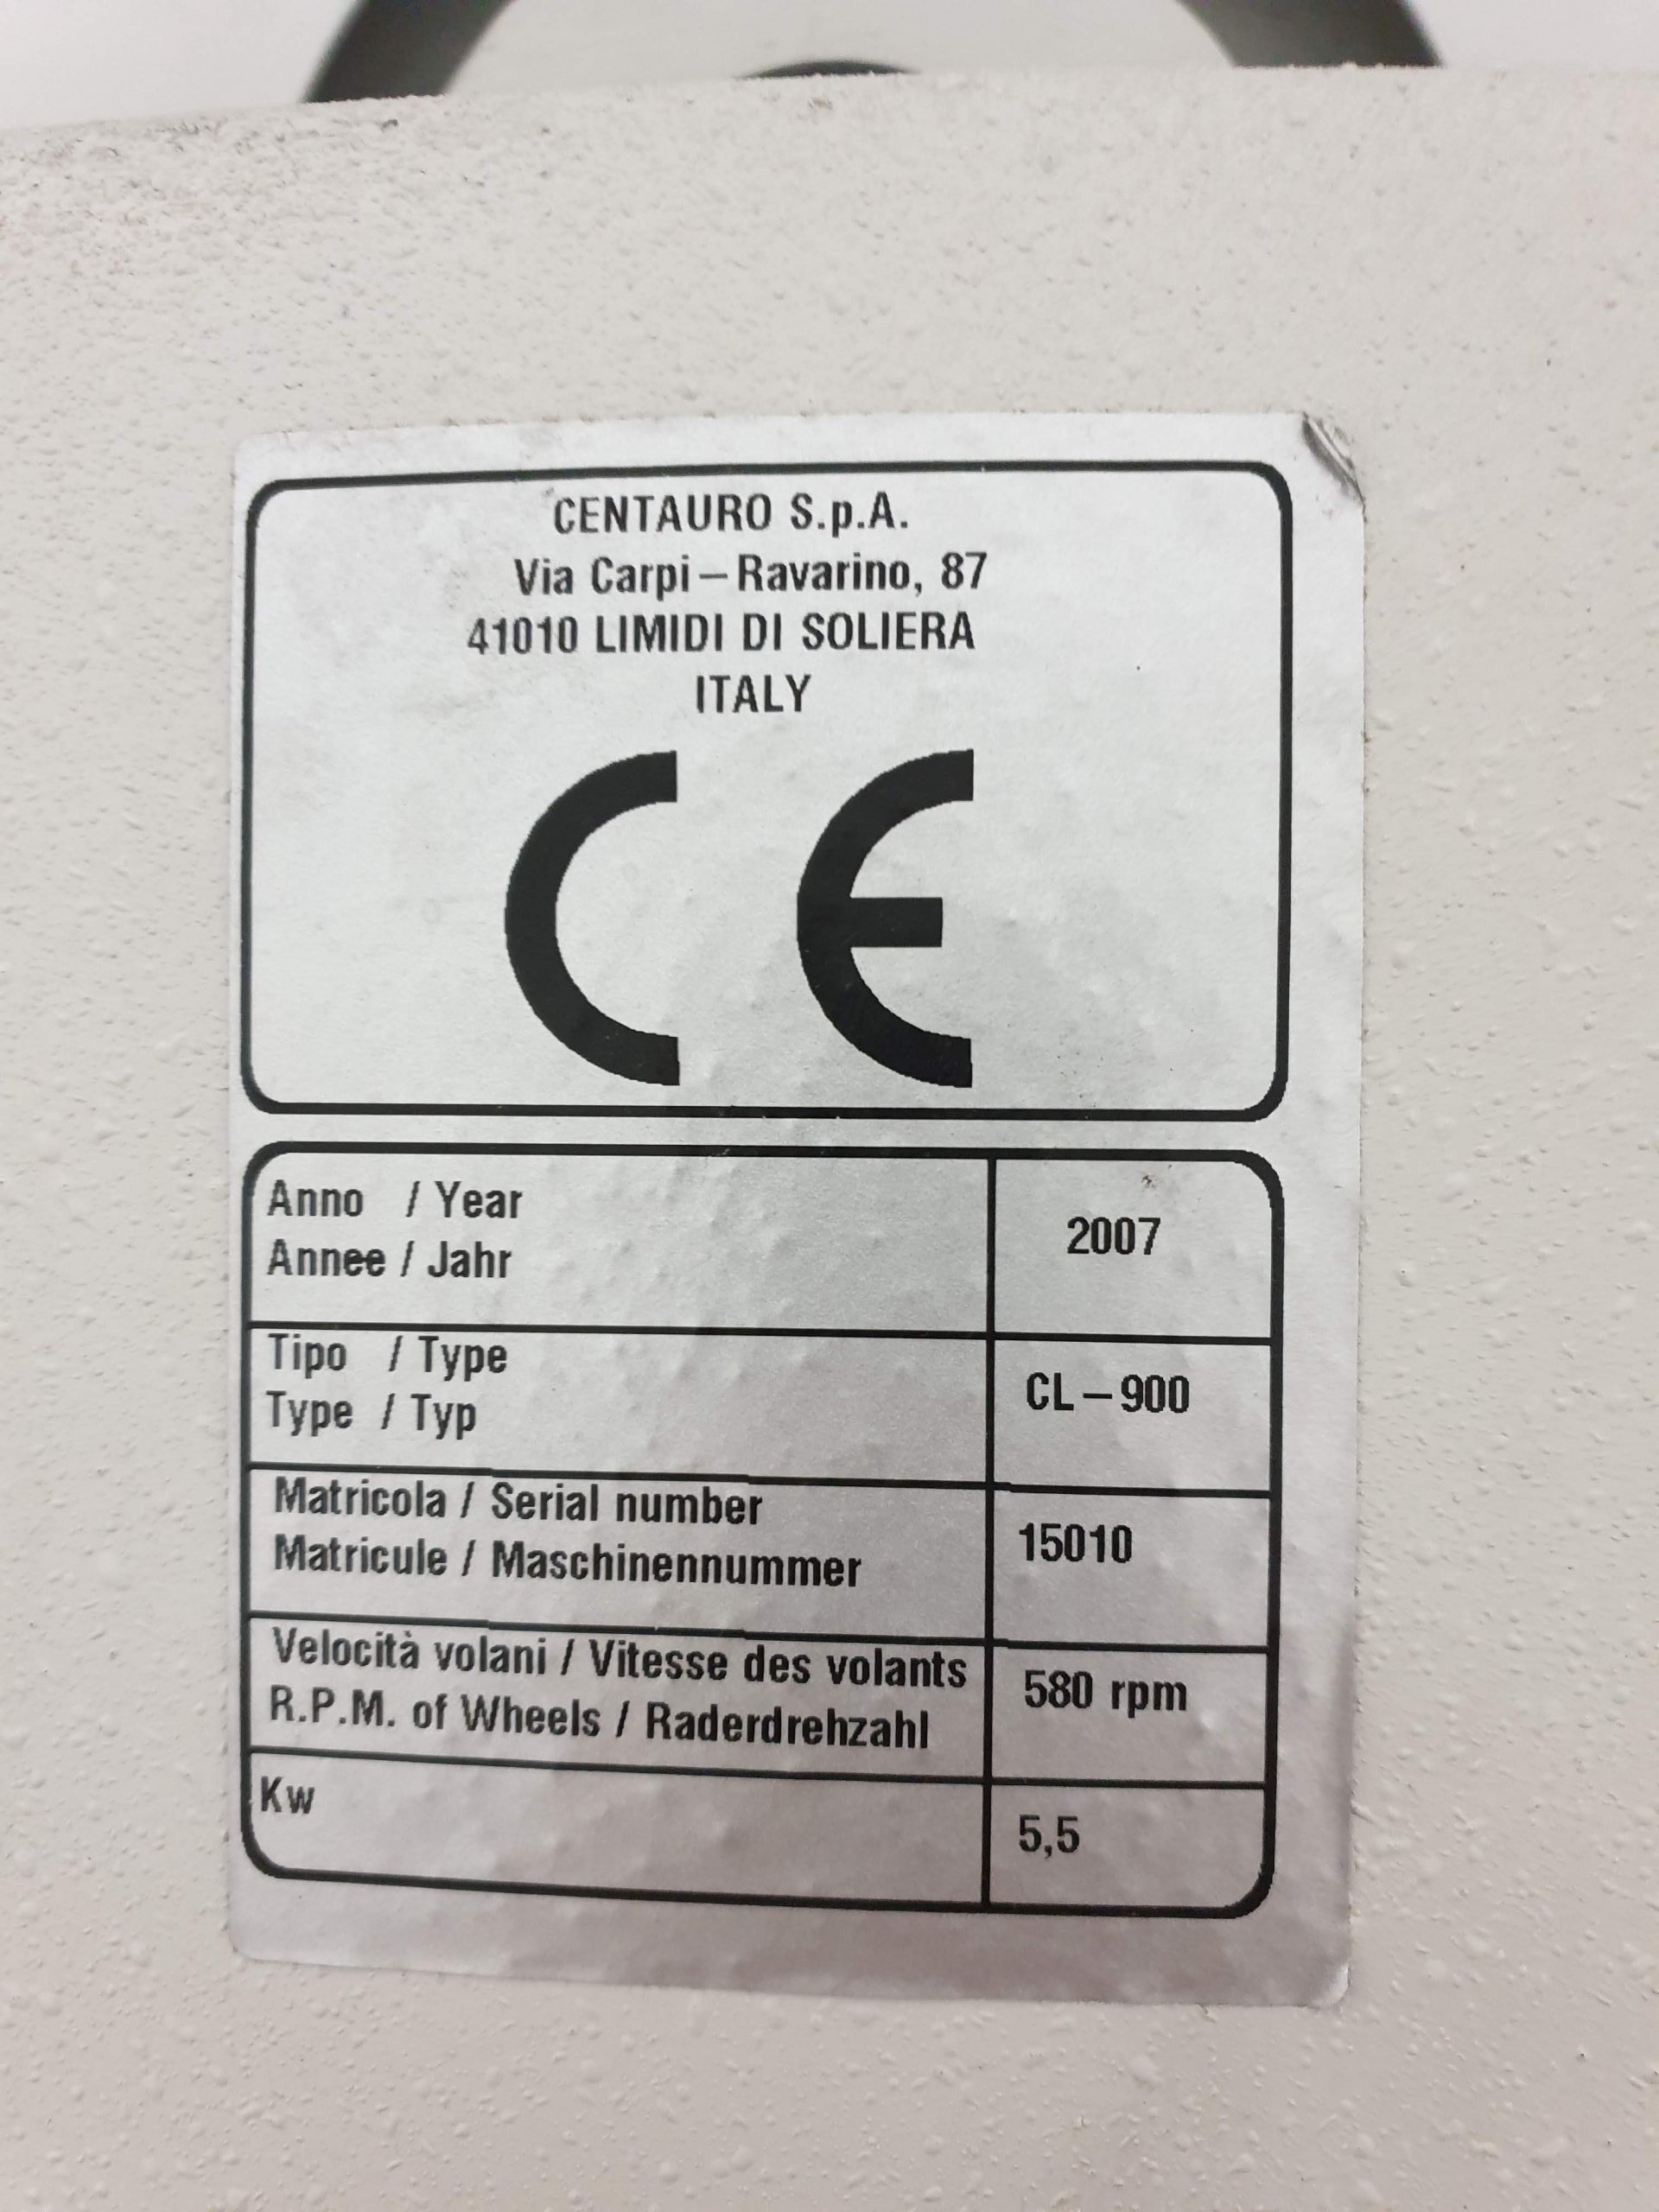 CENTAURO S.p.A.
Via Carpi – Ravarino, 87
41010 LIMIDI DI SOLIERA
ITALY
CE
Anno / Year
Annee / Jahr
2007
Tipo / Type
Type / Typ
CL – 900
Matricola / Serial number
Matricule / Maschinennummer
15010
Velocità volani / Vitesse des volants
R.P.M. of Wheels / Raderdrehzahl
580 rpm
Kw
5,5